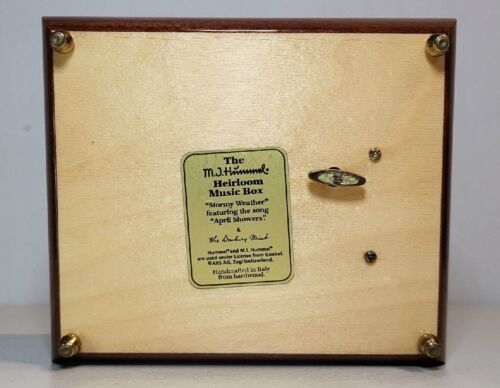 The
M.J.Hummel®
Heirloom
Music Box
"Stormy Weather"
featuring the song
"April Showers".
&
The Danbury Mint
Hummel® and M.I. Hummel®
are used under License from Goebel.
©ARS AG, Zug/Switzerland.
Handcrafted in Italy
from hardwood.